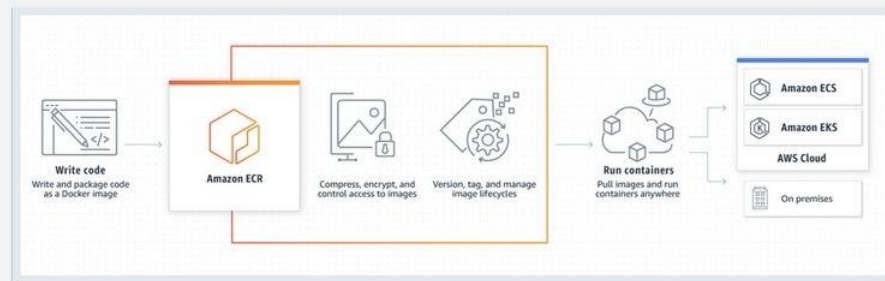 Write code
Write and package code
as a Docker image
Amazon ECR
Compress, encrypt, and
control access to images
Version, tag, and manage
image lifecycles
Run containers
Pull images and run
containers anywhere
Amazon ECS
Amazon EKS
AWS Cloud
On premises